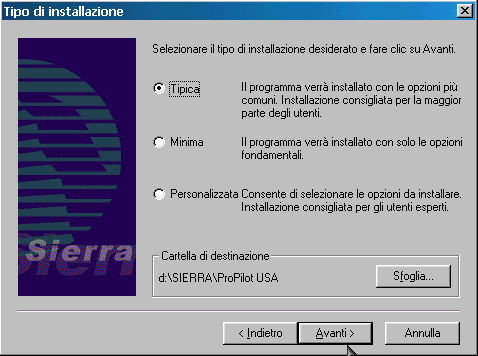 Tipo di installazione
Selezionare il tipo di installazione desiderato e fare clic su Avanti.
Tipica
Il programma verrà installato con le opzioni più
comuni. Installazione consigliata per la maggior
parte degli utenti.
Minima
Il programma verrà installato con solo le opzioni
fondamentali.
Personalizzata
Consente di selezionare le opzioni da installare.
Installazione consigliata per gli utenti esperti.
Sierra
Sierra
Cartella di destinazione
d:\SIERRA\ProPilot USA
Sfoglia...
< Indietro
Avanti >
Annulla